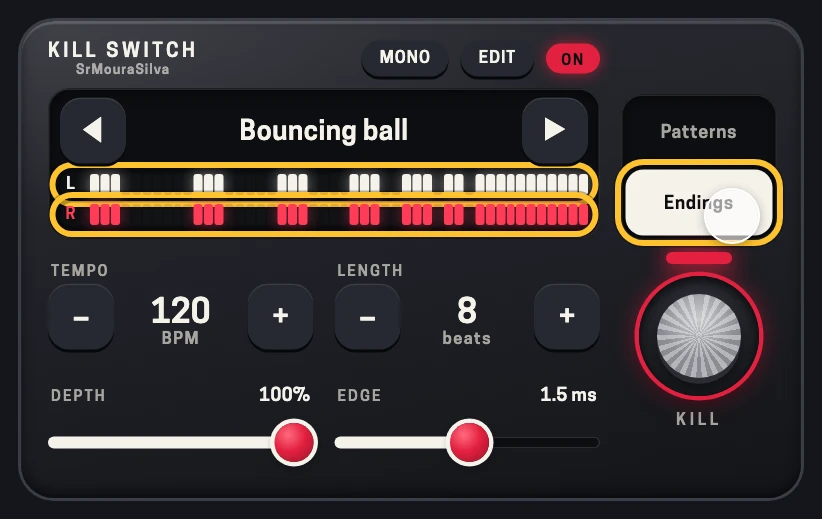 KILL SWITCH
SrMouraSilva
MONO
EDIT
ON
Bouncing ball
L
R
Patterns
Endings
TEMPO
–
120
BPM
+
LENGTH
–
8
beats
+
DEPTH
100%
EDGE
1.5 ms
KILL